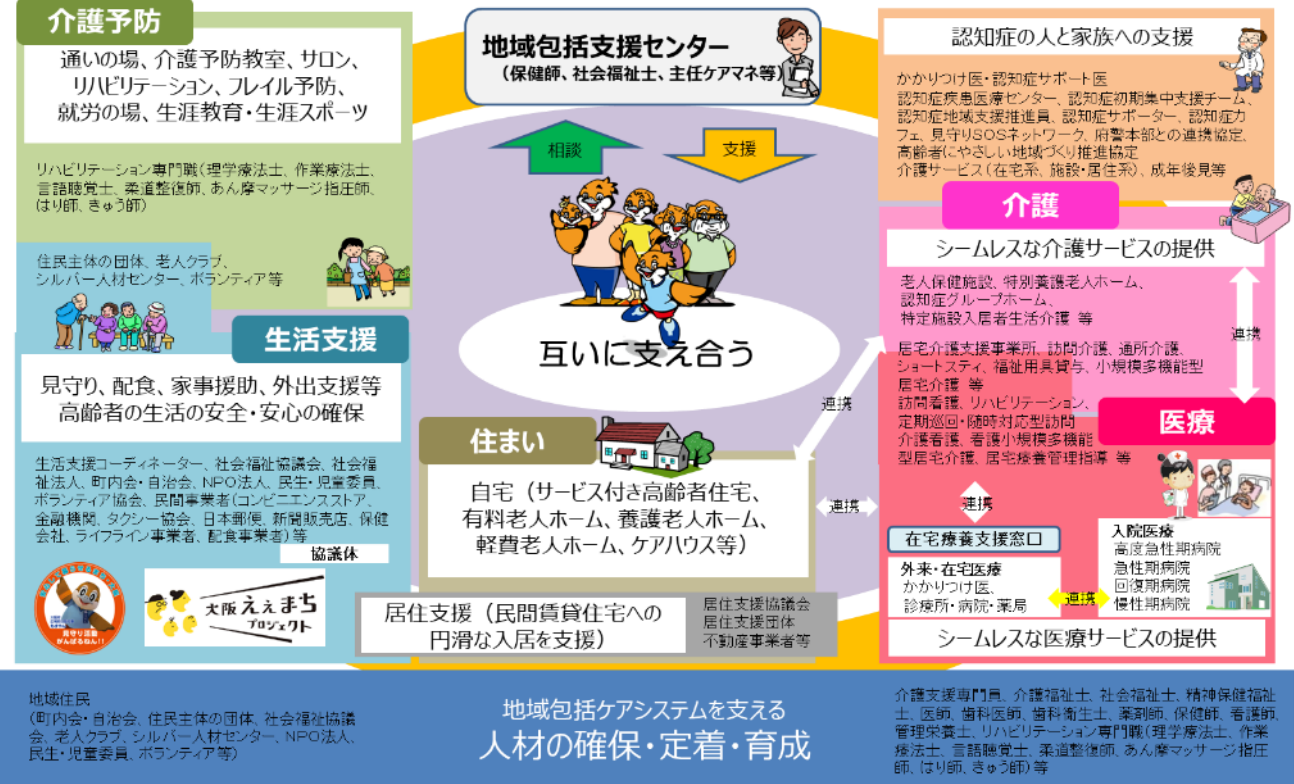 介護予防
通いの場、介護予防教室、サロン、
リハビリテーション、フレイル予防、
就労の場、生涯教育・生涯スポーツ
リハビリテーション専門職(理学療法士、作業療法士、
言語聴覚士、柔道整復師、あん摩マッサージ指圧師、
はり師、きゅう師)
住民主体の団体、老人クラブ、
シルバー人材センター、ボランティア等
生活支援
見守り、配食、家事援助、外出支援等
高齢者の生活の安全・安心の確保
生活支援コーディネーター、社会福祉協議会、社会福
祉法人、町内会・自治会、NPO法人、民生・児童委員、
ボランティア協会、民間事業者(コンビニエンスストア、
金融機関、タクシー協会、日本郵便、新聞販売店、保健
会社、ライフライン事業者、配食事業者)等
協議体
見守り活動
がんばるねん!!
大阪ええまち
プロジェクト
地域包括支援センター
(保健師、社会福祉士、主任ケアマネ等)
相談
支援
互いに支え合う
連携
住まい
自宅(サービス付き高齢者住宅、
有料老人ホーム、養護老人ホーム、
軽費老人ホーム、ケアハウス等)
連携
居住支援(民間賃貸住宅への
円滑な入居を支援)
居住支援協議会
居住支援団体
不動産事業者等
認知症の人と家族への支援
かかりつけ医・認知症サポート医
認知症疾患医療センター、認知症初期集中支援チーム、
認知症地域支援推進員、認知症サポーター、認知症カ
フェ、見守りSOSネットワーク、府警本部との連携協定、
高齢者にやさしい地域づくり推進協定
介護サービス(在宅系、施設・居住系)、成年後見等
介護
シームレスな介護サービスの提供
老人保健施設、特別養護老人ホーム、
認知症グループホーム、
特定施設入居者生活介護 等
連携
居宅介護支援事業所、訪問介護、通所介護、
ショートスティ、福祉用具貸与、小規模多機能型
居宅介護 等
訪問看護、リハビリテーション、
定期巡回・随時対応型訪問
介護看護、看護小規模多機能
型居宅介護、居宅療養管理指導 等
医療
連携
在宅療養支援窓口
外来・在宅医療
かかりつけ医、
診療所・病院・薬局
連携
入院医療
高度急性期病院
急性期病院
回復期病院
慢性期病院
シームレスな医療サービスの提供
地域住民
(町内会・自治会、住民主体の団体、社会福祉協議
会、老人クラブ、シルバー人材センター、NPO法人、
民生・児童委員、ボランティア等)
地域包括ケアシステムを支える
人材の確保・定着・育成
介護支援専門員、介護福祉士、社会福祉士、精神保健福祉
士、医師、歯科医師、歯科衛生士、薬剤師、保健師、看護師、
管理栄養士、リハビリテーション専門職(理学療法士、作業
療法士、言語聴覚士、柔道整復師、あん摩マッサージ指圧
師、はり師、きゅう師)等